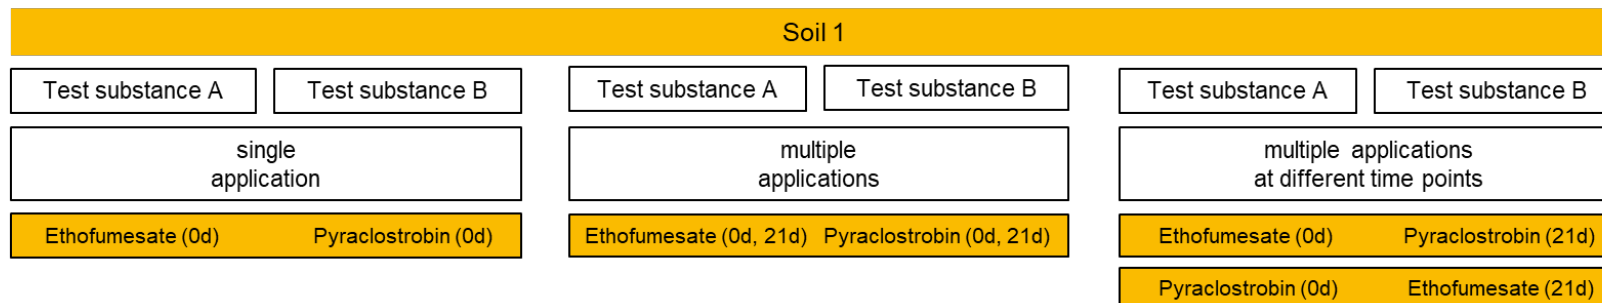 Soil 1
Test substance A
Test substance B
Test substance A
Test substance B
Test substance A
Test substance B
single
application
multiple
applications
multiple applications
at different time points
Ethofumesate (0d)
Pyraclostrobin (0d)
Ethofumesate (0d, 21d)
Pyraclostrobin (0d, 21d)
Ethofumesate (0d)
Pyraclostrobin (21d)
Pyraclostrobin (0d)
Ethofumesate (21d)